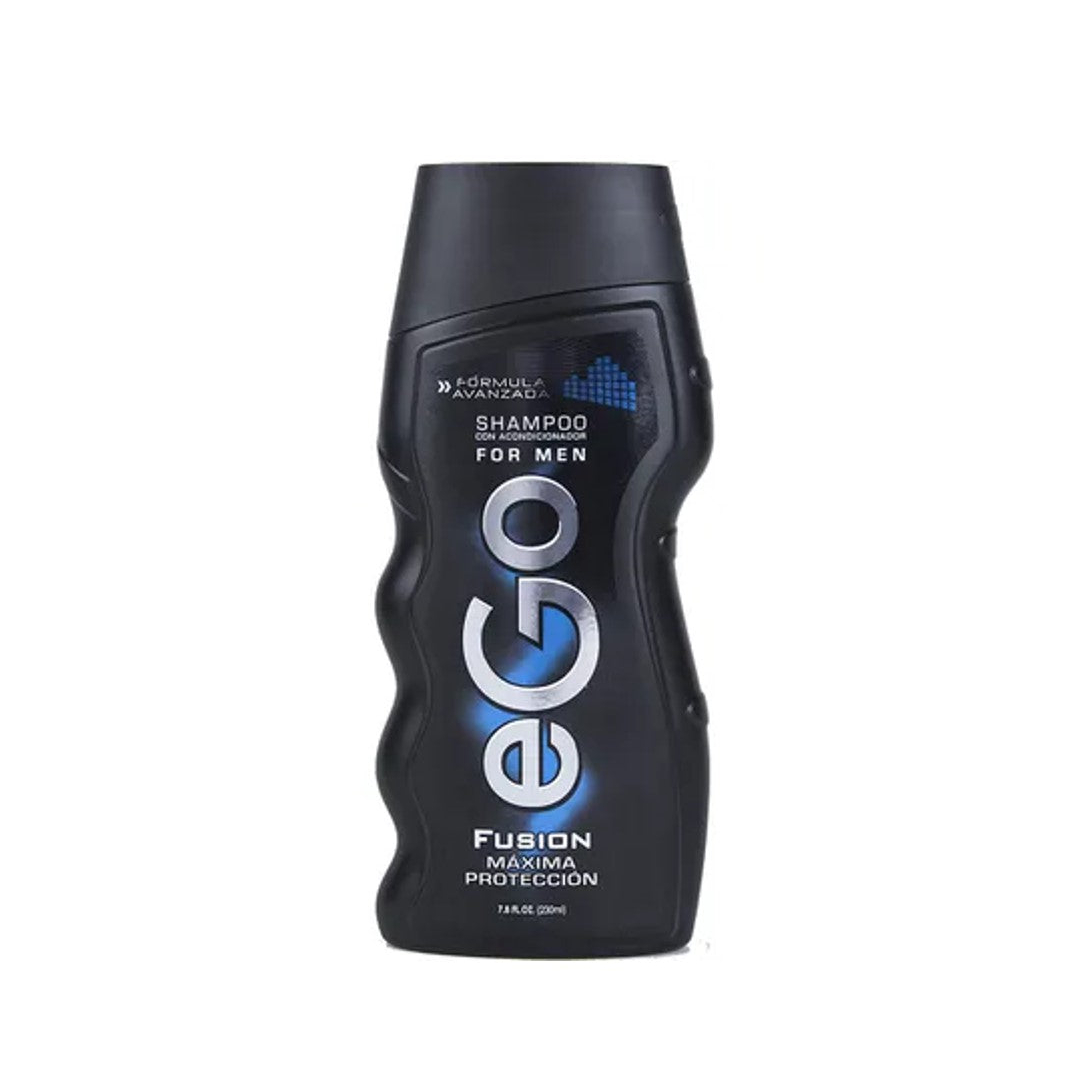 » FÓRMULA
AVANZADA
SHAMPOO
CON ACONDICIONADOR
FOR MEN
eGo
FUSION
MÁXIMA
PROTECCIÓN
7.8 FL.OZ. (230ml)